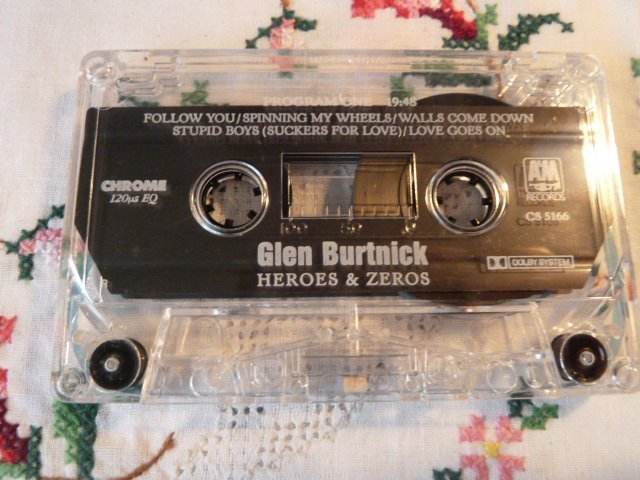 PROGRAM ONE 19:48
FOLLOW YOU/SPINNING MY WHEELS/WALLS COME DOWN
STUPID BOYS (SUCKERS FOR LOVE)/LOVE GOES ON
CHROME
120µs EQ
A&M
RECORDS
CS 5166
Glen Burtnick
HEROES & ZEROS
DOLBY SYSTEM